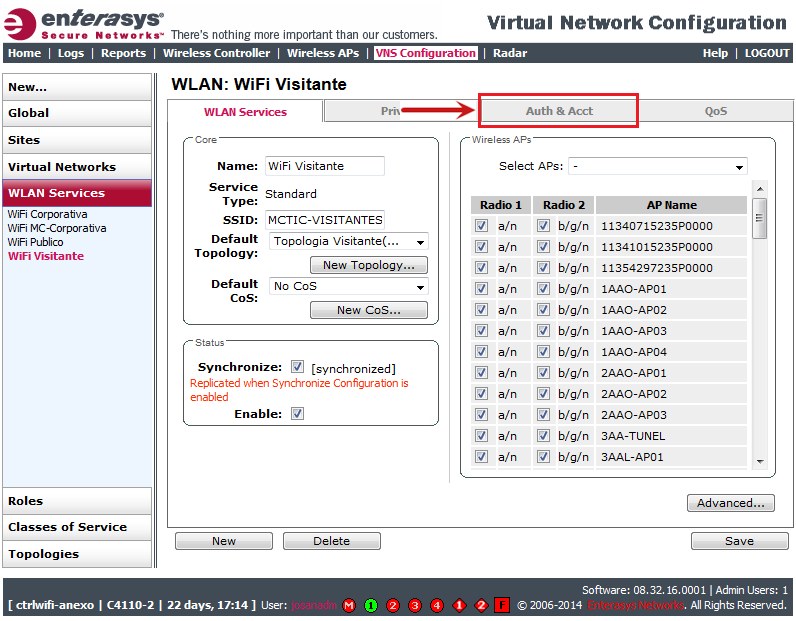 enterasys®
Secure Networks™ There's nothing more important than our customers.
Virtual Network Configuration
Home | Logs | Reports | Wireless Controller | Wireless APs | VNS Configuration | Radar
Help | LOGOUT
New...
Global
Sites
Virtual Networks
WLAN Services
WiFi Corporativa
WiFi MC-Corporativa
WiFi Publico
WiFi Visitante
Roles
Classes of Service
Topologies
WLAN: WiFi Visitante
WLAN Services
Auth & Acct
QoS
Core
Name: WiFi Visitante
Service Type: Standard
SSID: MCTIC-VISITANTES
Default Topology: Topologia Visitante(...
New Topology...
Default CoS: No CoS
New CoS...
Status
Synchronize: [synchronized]
Replicated when Synchronize Configuration is
enabled
Enable:
Wireless APs
Select APs: -
Radio 1 Radio 2 AP Name
a/n b/g/n 11340715235P0000
a/n b/g/n 11341015235P0000
a/n b/g/n 11354297235P0000
a/n b/g/n 1AAO-AP01
a/n b/g/n 1AAO-AP02
a/n b/g/n 1AAO-AP03
a/n b/g/n 1AAO-AP04
a/n b/g/n 2AAO-AP01
a/n b/g/n 2AAO-AP02
a/n b/g/n 2AAO-AP03
a/n b/g/n 3AA-TUNEL
a/n b/g/n 3AAL-AP01
Advanced...
New
Delete
Save
Software: 08.32.16.0001 | Admin Users: 1
[ ctrlwifi-anexo | C4110-2 | 22 days, 17:14 ] User: M 1 2 3 4 1 2 F © 2006-2014 Enterasys Networks. All Rights Reserved.